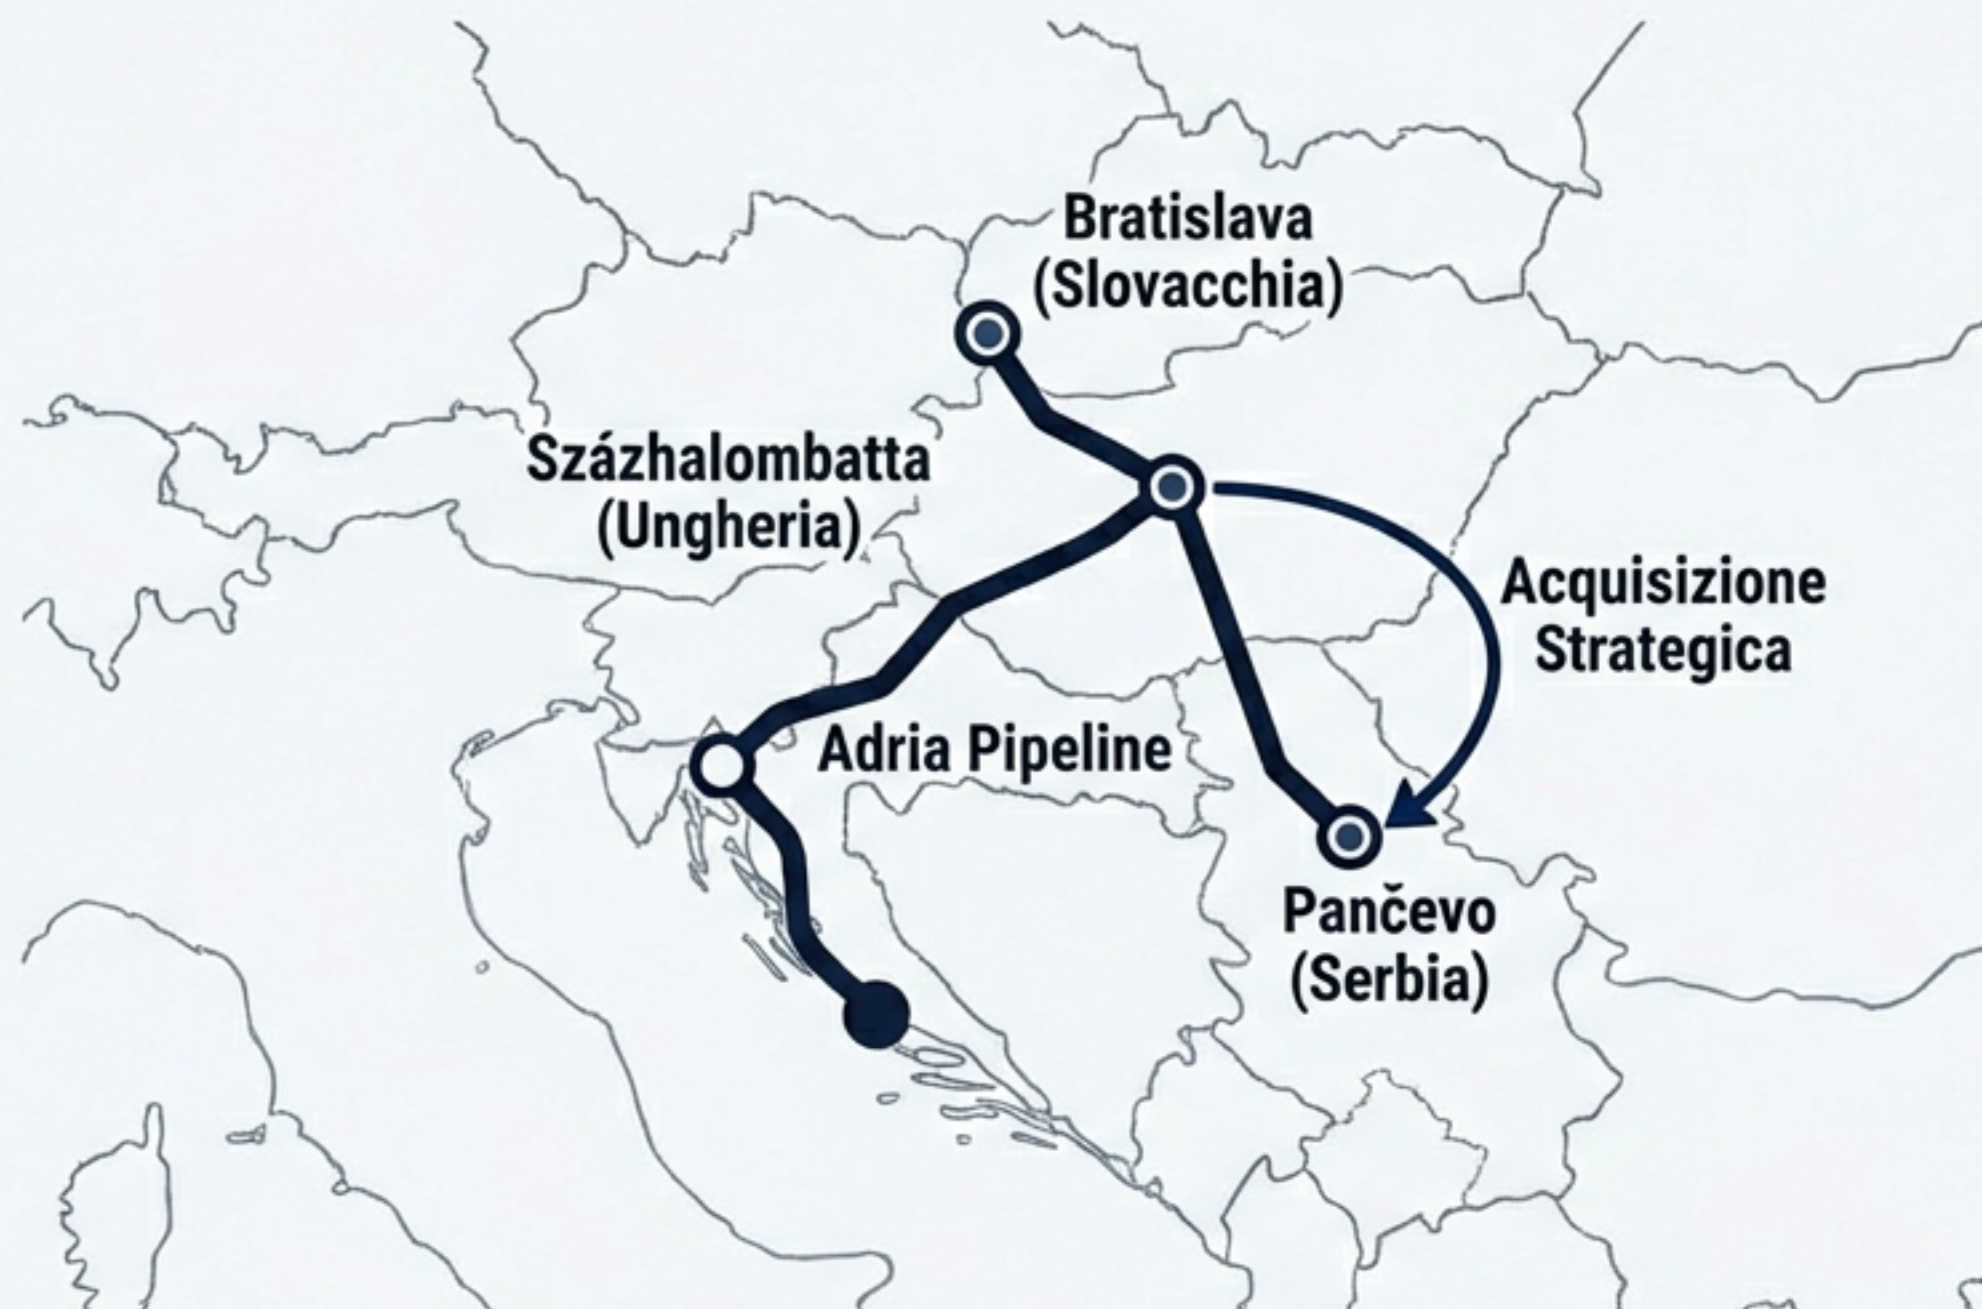 Bratislava
(Slovacchia)
Százhalombatta
(Ungheria)
Acquisizione
Strategica
Adria Pipeline
Pančevo
(Serbia)